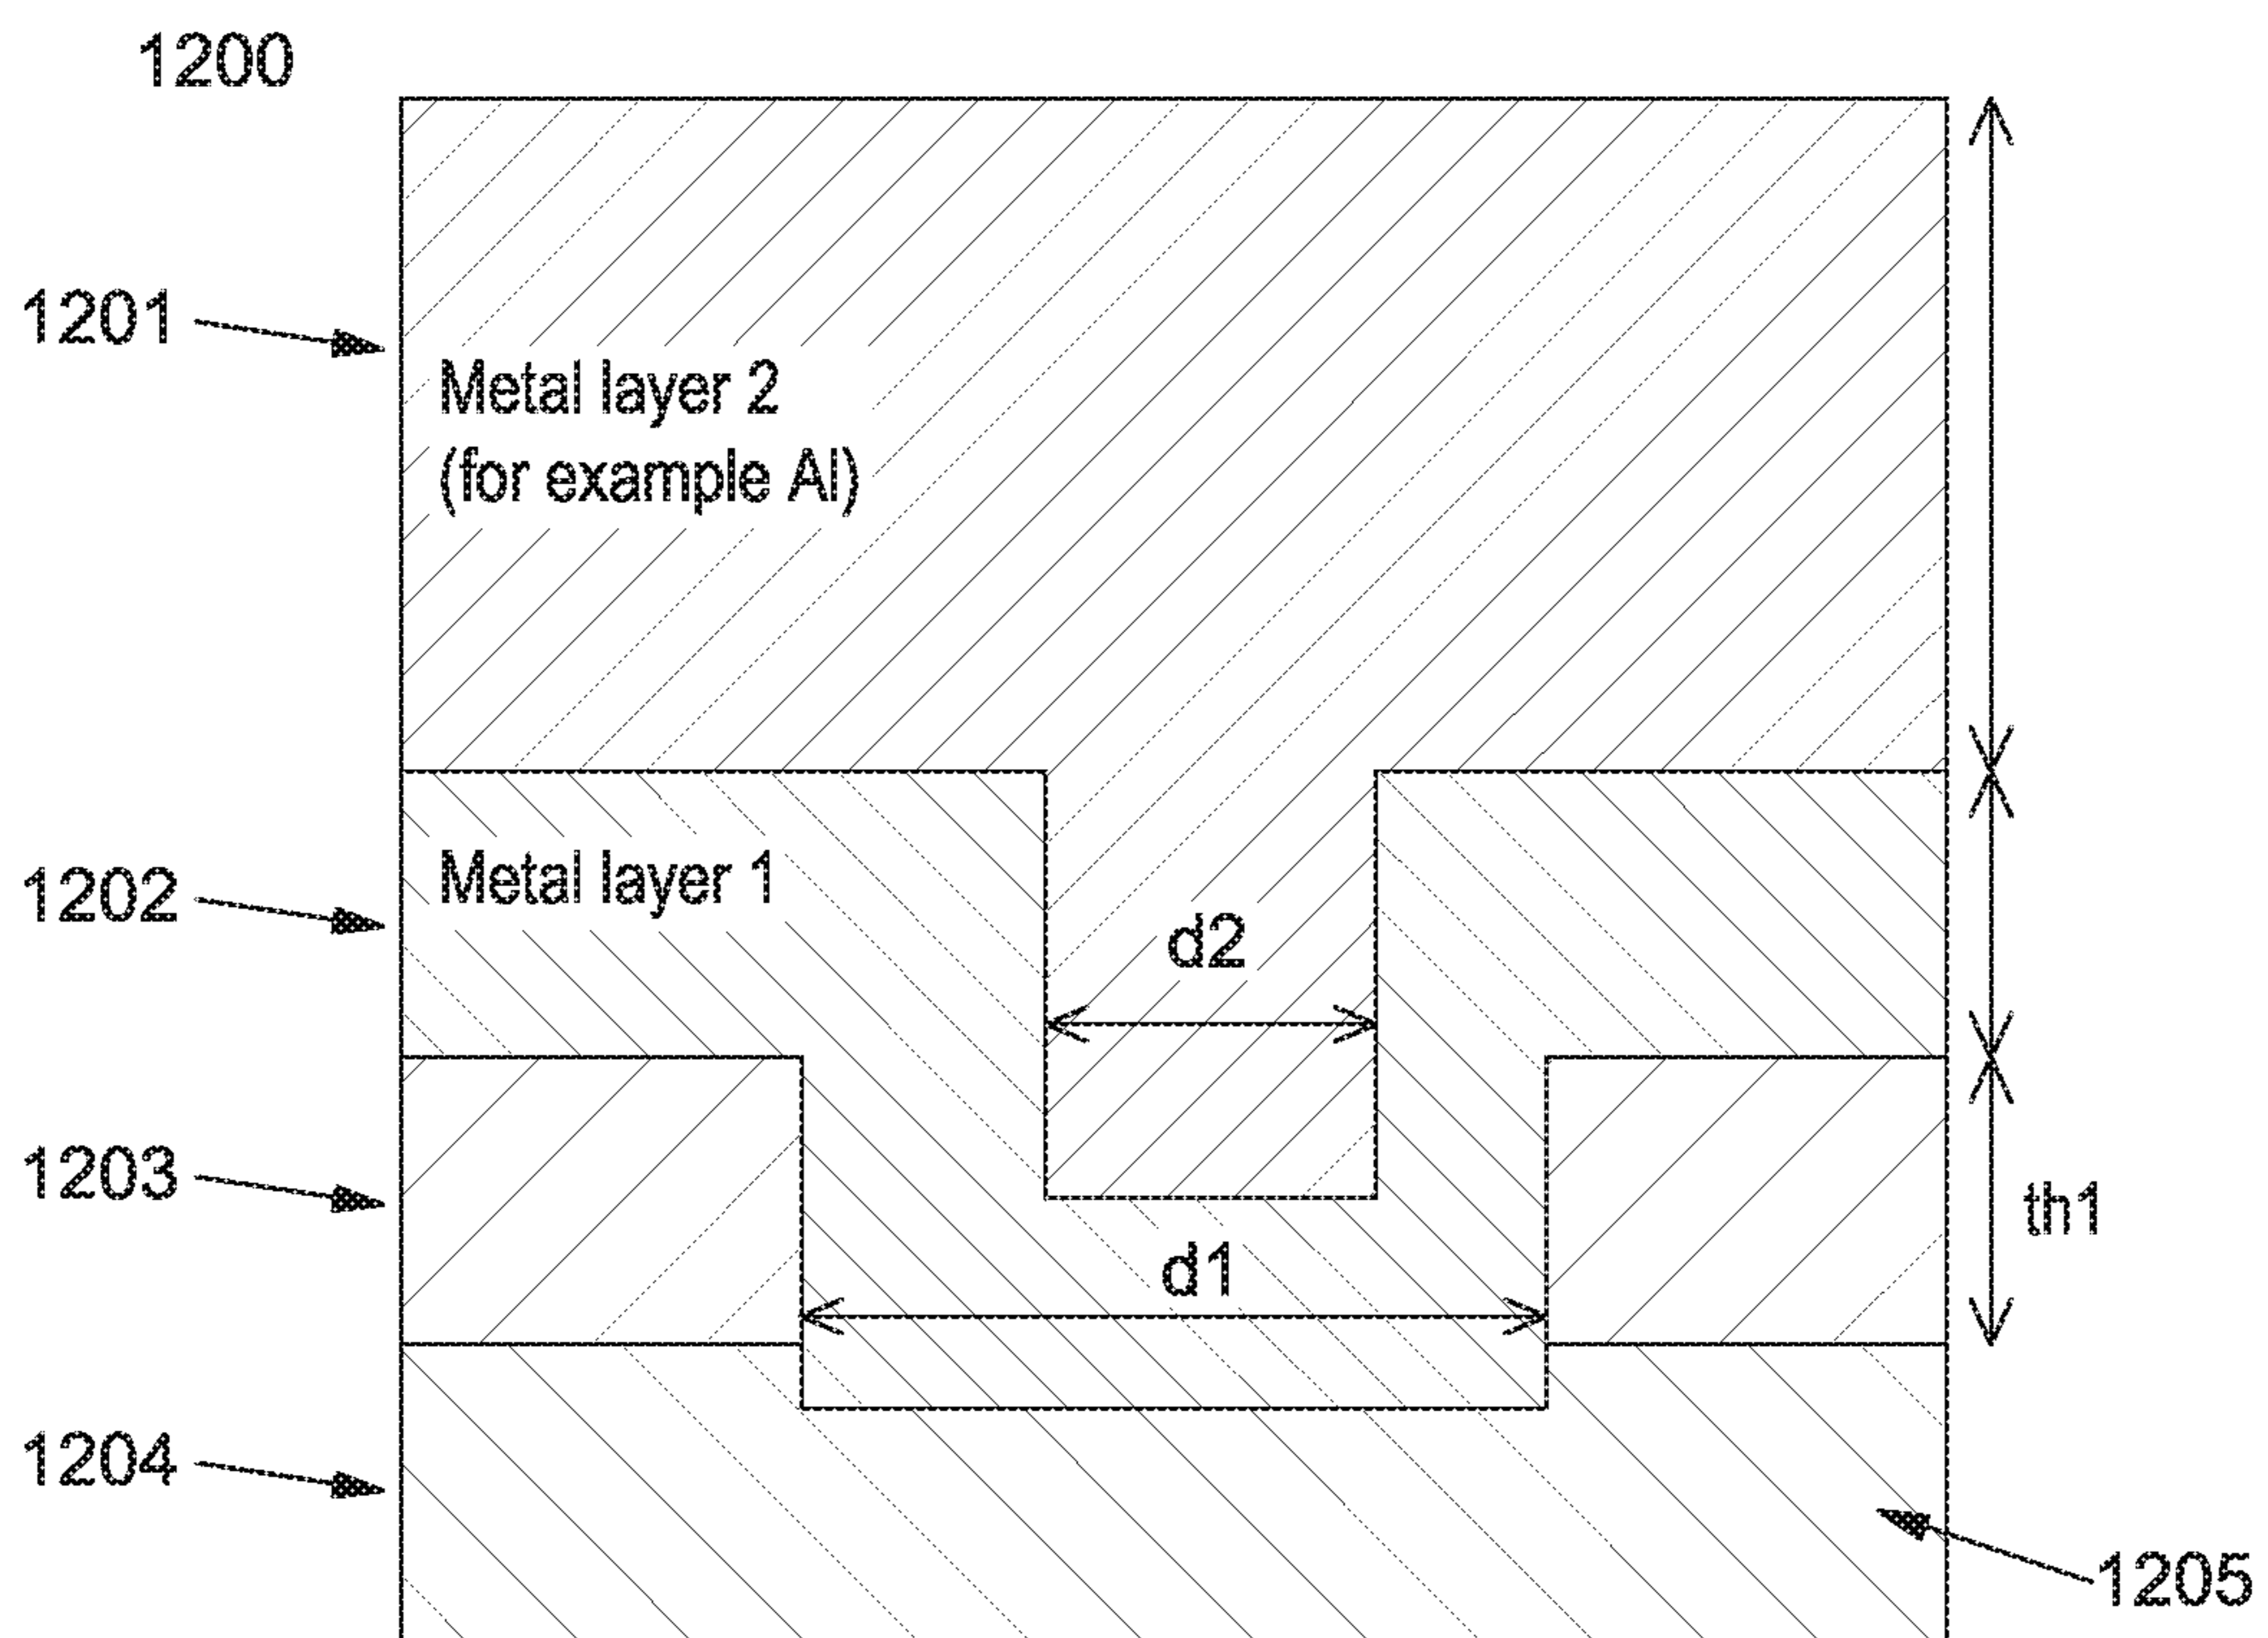 1200
1201
Metal layer 2
(for example Al)
1202
Metal layer 1
d2
1203
th1
d1
1204
1205